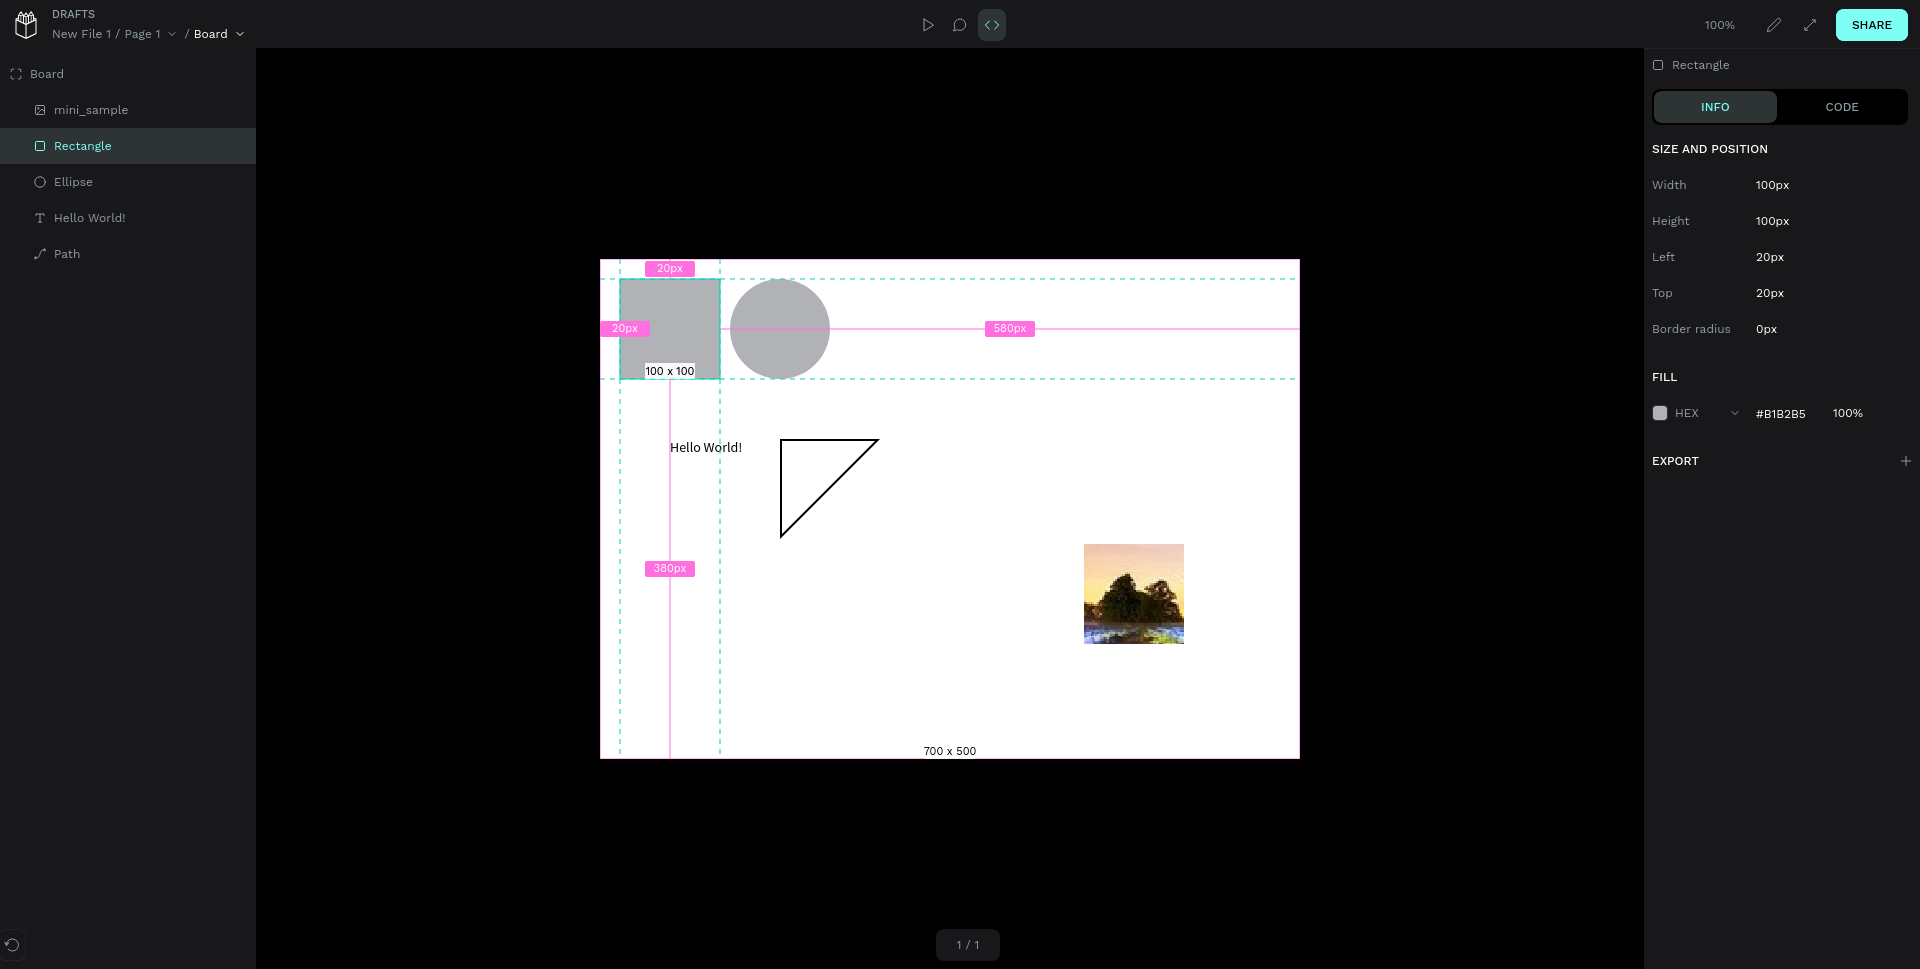 DRAFTS
New File 1 / Page 1 / Board
100%
SHARE
Board
mini_sample
Rectangle
Ellipse
Hello World!
Path
20px
20px
580px
100 x 100
Hello World!
380px
700 x 500
1 / 1
Rectangle
INFO CODE
SIZE AND POSITION
Width 100px
Height 100px
Left 20px
Top 20px
Border radius 0px
FILL
HEX #B1B2B5 100%
EXPORT